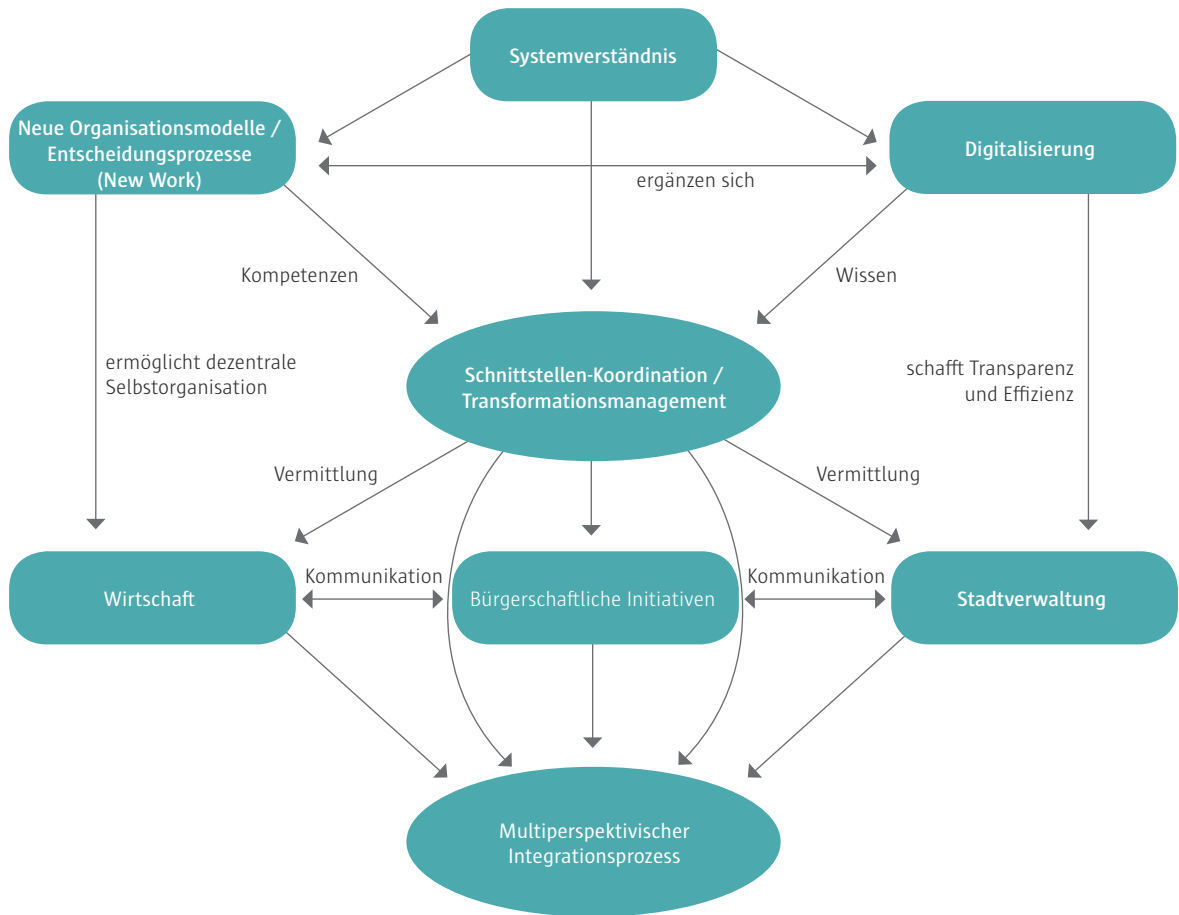 Systemverständnis
Neue Organisationsmodelle /
Entscheidungsprozesse
(New Work)
Digitalisierung
ergänzen sich
Kompetenzen
Wissen
ermöglicht dezentrale
Selbstorganisation
Schnittstellen-Koordination /
Transformationsmanagement
schafft Transparenz
und Effizienz
Vermittlung
Vermittlung
Wirtschaft
Kommunikation
Bürgerschaftliche Initiativen
Kommunikation
Stadtverwaltung
Multiperspektivischer
Integrationsprozess